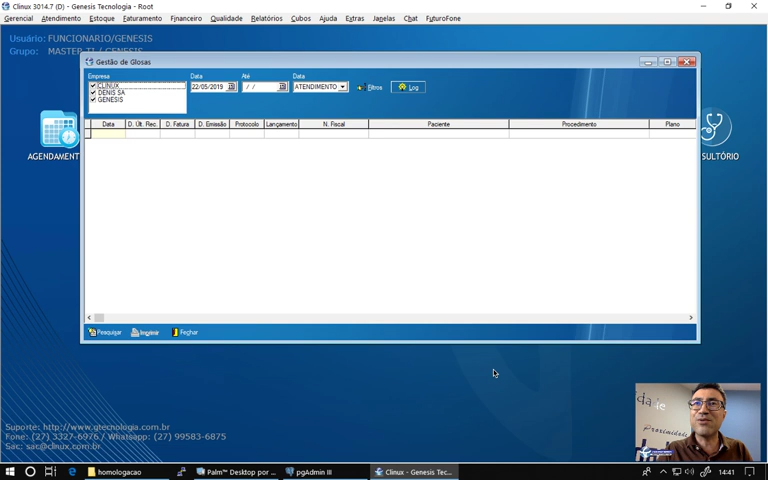 Clinux 3014.7 (D) - Genesis Tecnologia - Root
Gerencial Atendimento Estoque Faturamento Financeiro Qualidade Relatórios Cubos Ajuda Extras Janelas Chat FuturoFone
Usuário: FUNCIONARIO/GENESIS
Grupo: MASTER TI / GENESIS
Gestão de Glosas
Empresa Data Até Data
CLINUX
DENIS SA
GENESIS
22/05/2019 / / ATENDIMENTO Filtros Log
Data D. Últ. Rec. D. Fatura D. Emissão Protocolo Lançamento N. Fiscal Paciente Procedimento Plano
AGENDAMENT
SULTÓRIO
Pesquisar Imprimir Fechar
dade
Proximidade
Suporte: http://www.gtecnologia.com.br
Fone: (27) 3327-6976 / Whatsapp: (27) 99583-6875
Sac: sac@clinux.com.br
homologacao Palm™ Desktop por ... pgAdmin III Clinux - Genesis Tec... 14:41